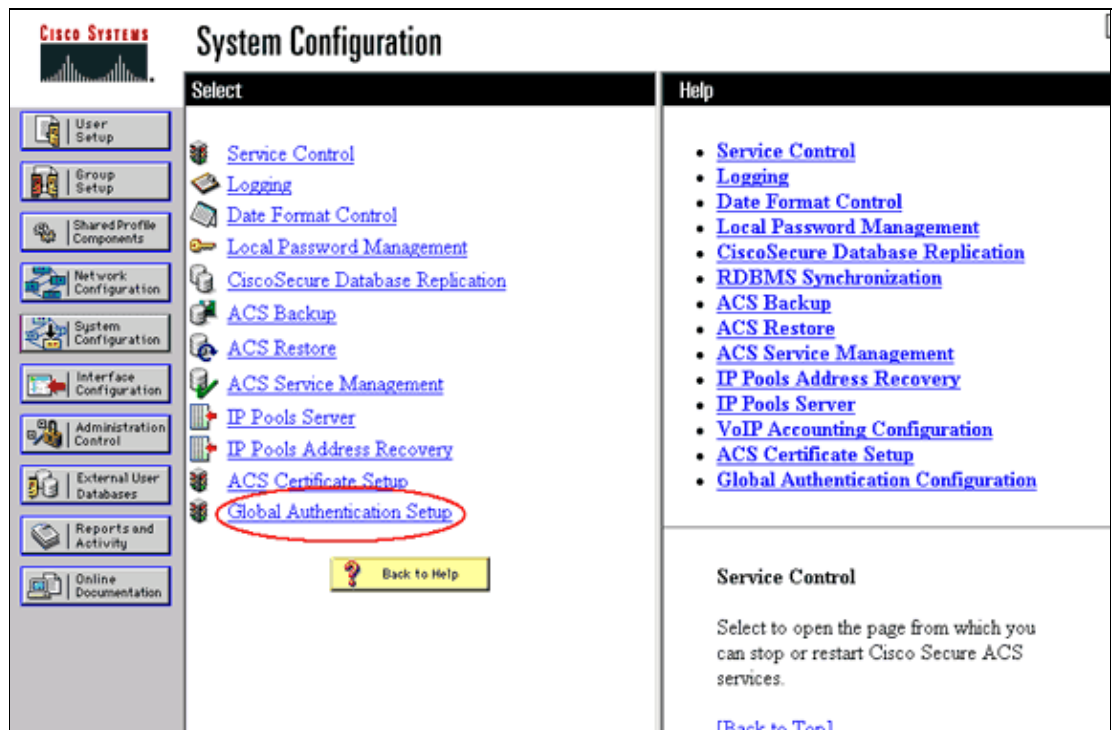 CISCO SYSTEMS
System Configuration
Select
Help
User
Setup
Group
Setup
Shared Profile
Components
Network
Configuration
System
Configuration
Interface
Configuration
Administration
Control
External User
Databases
Reports and
Activity
Online
Documentation
Service Control
Logging
Date Format Control
Local Password Management
CiscoSecure Database Replication
ACS Backup
ACS Restore
ACS Service Management
IP Pools Server
IP Pools Address Recovery
ACS Certificate Setup
Global Authentication Setup
Back to Help
Service Control
Logging
Date Format Control
Local Password Management
CiscoSecure Database Replication
RDBMS Synchronization
ACS Backup
ACS Restore
ACS Service Management
IP Pools Address Recovery
IP Pools Server
VoIP Accounting Configuration
ACS Certificate Setup
Global Authentication Configuration
Service Control
Select to open the page from which you
can stop or restart Cisco Secure ACS
services.
[Back to Top]